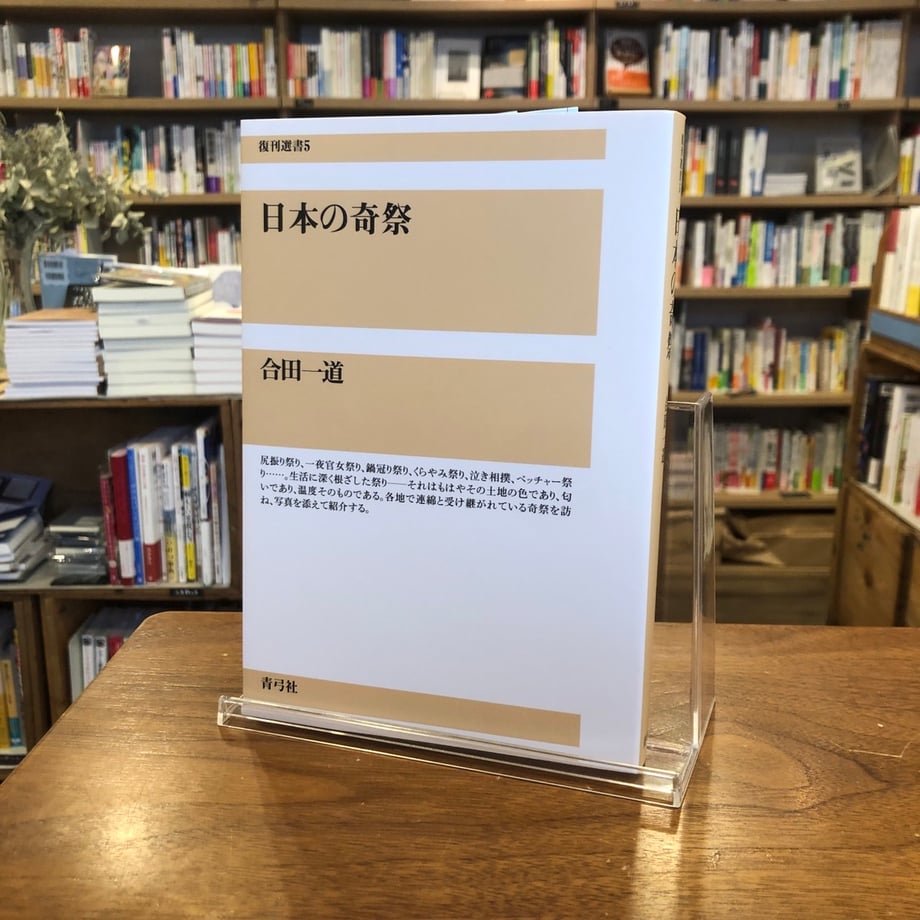 復刊選書5
日本の奇祭
合田一道
尻振り祭り、一夜官女祭り、鍋冠り祭り、くらやみ祭り、泣き相撲、ベッチャー祭
り……。生活に深く根ざした祭り──それはもはやその土地の色であり、匂
いであり、温度そのものである。各地で連綿と受け継がれている奇祭を訪
ね、写真を添えて紹介する。
青弓社
日本の奇祭